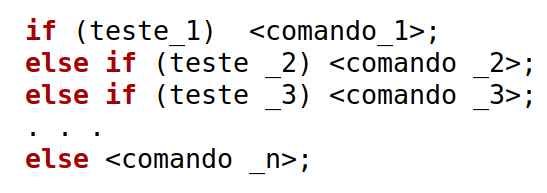 if (teste_1)  <comando_1>;
else if (teste _2) <comando _2>;
else if (teste _3) <comando _3>;
. . .
else <comando _n>;